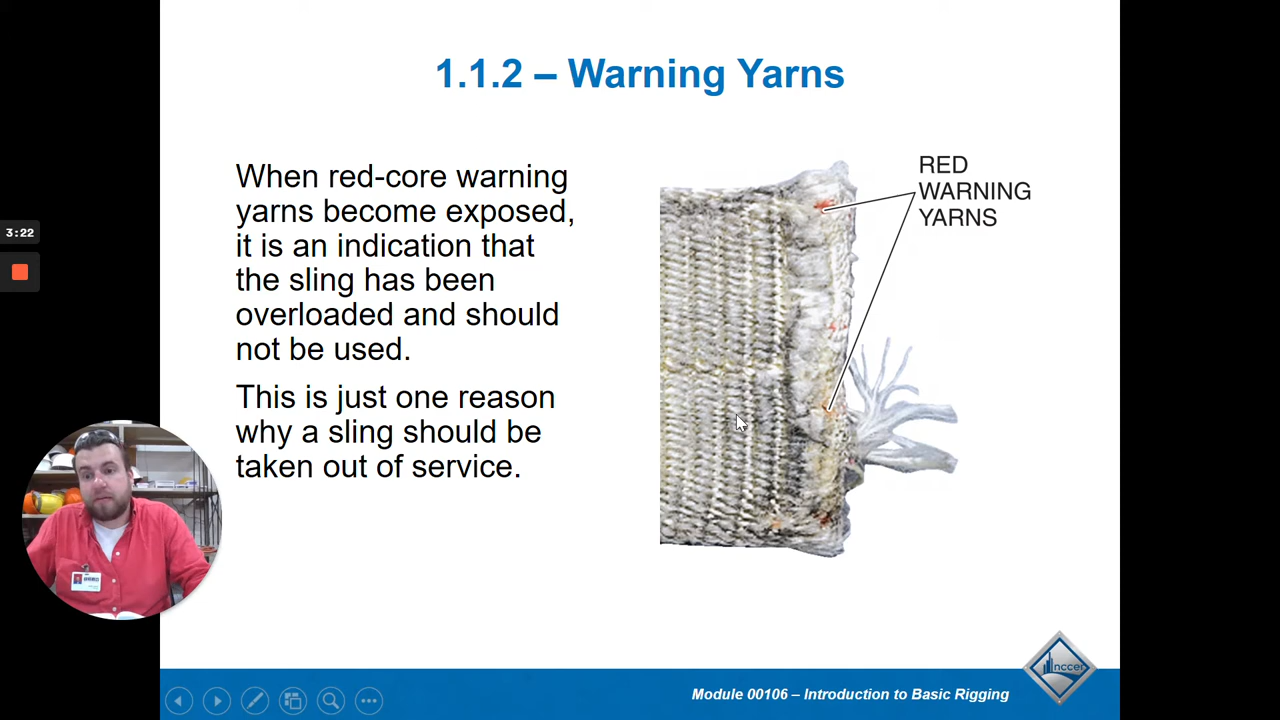 1.1.2 – Warning Yarns
When red-core warning
yarns become exposed,
it is an indication that
the sling has been
overloaded and should
not be used.
This is just one reason
why a sling should be
taken out of service.
RED
WARNING
YARNS
3:22
Module 00106 – Introduction to Basic Rigging
nccer